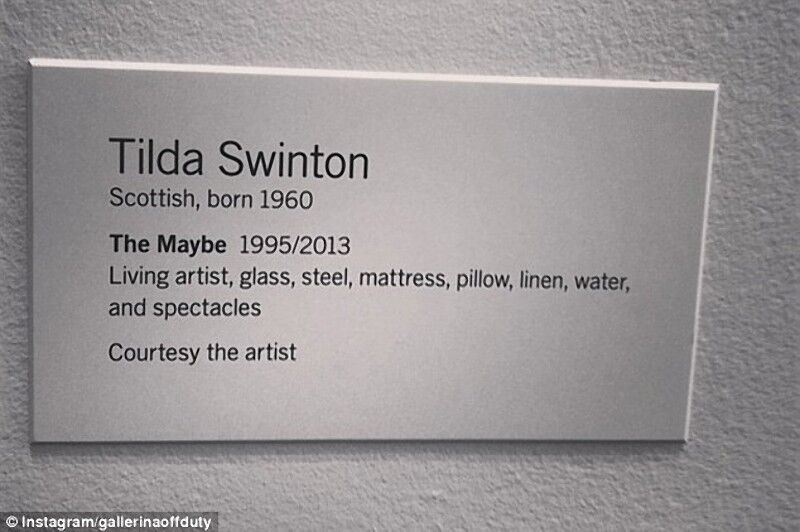 Tilda Swinton
Scottish, born 1960
The Maybe 1995/2013
Living artist, glass, steel, mattress, pillow, linen, water,
and spectacles
Courtesy the artist
© Instagram/gallerinaoffduty